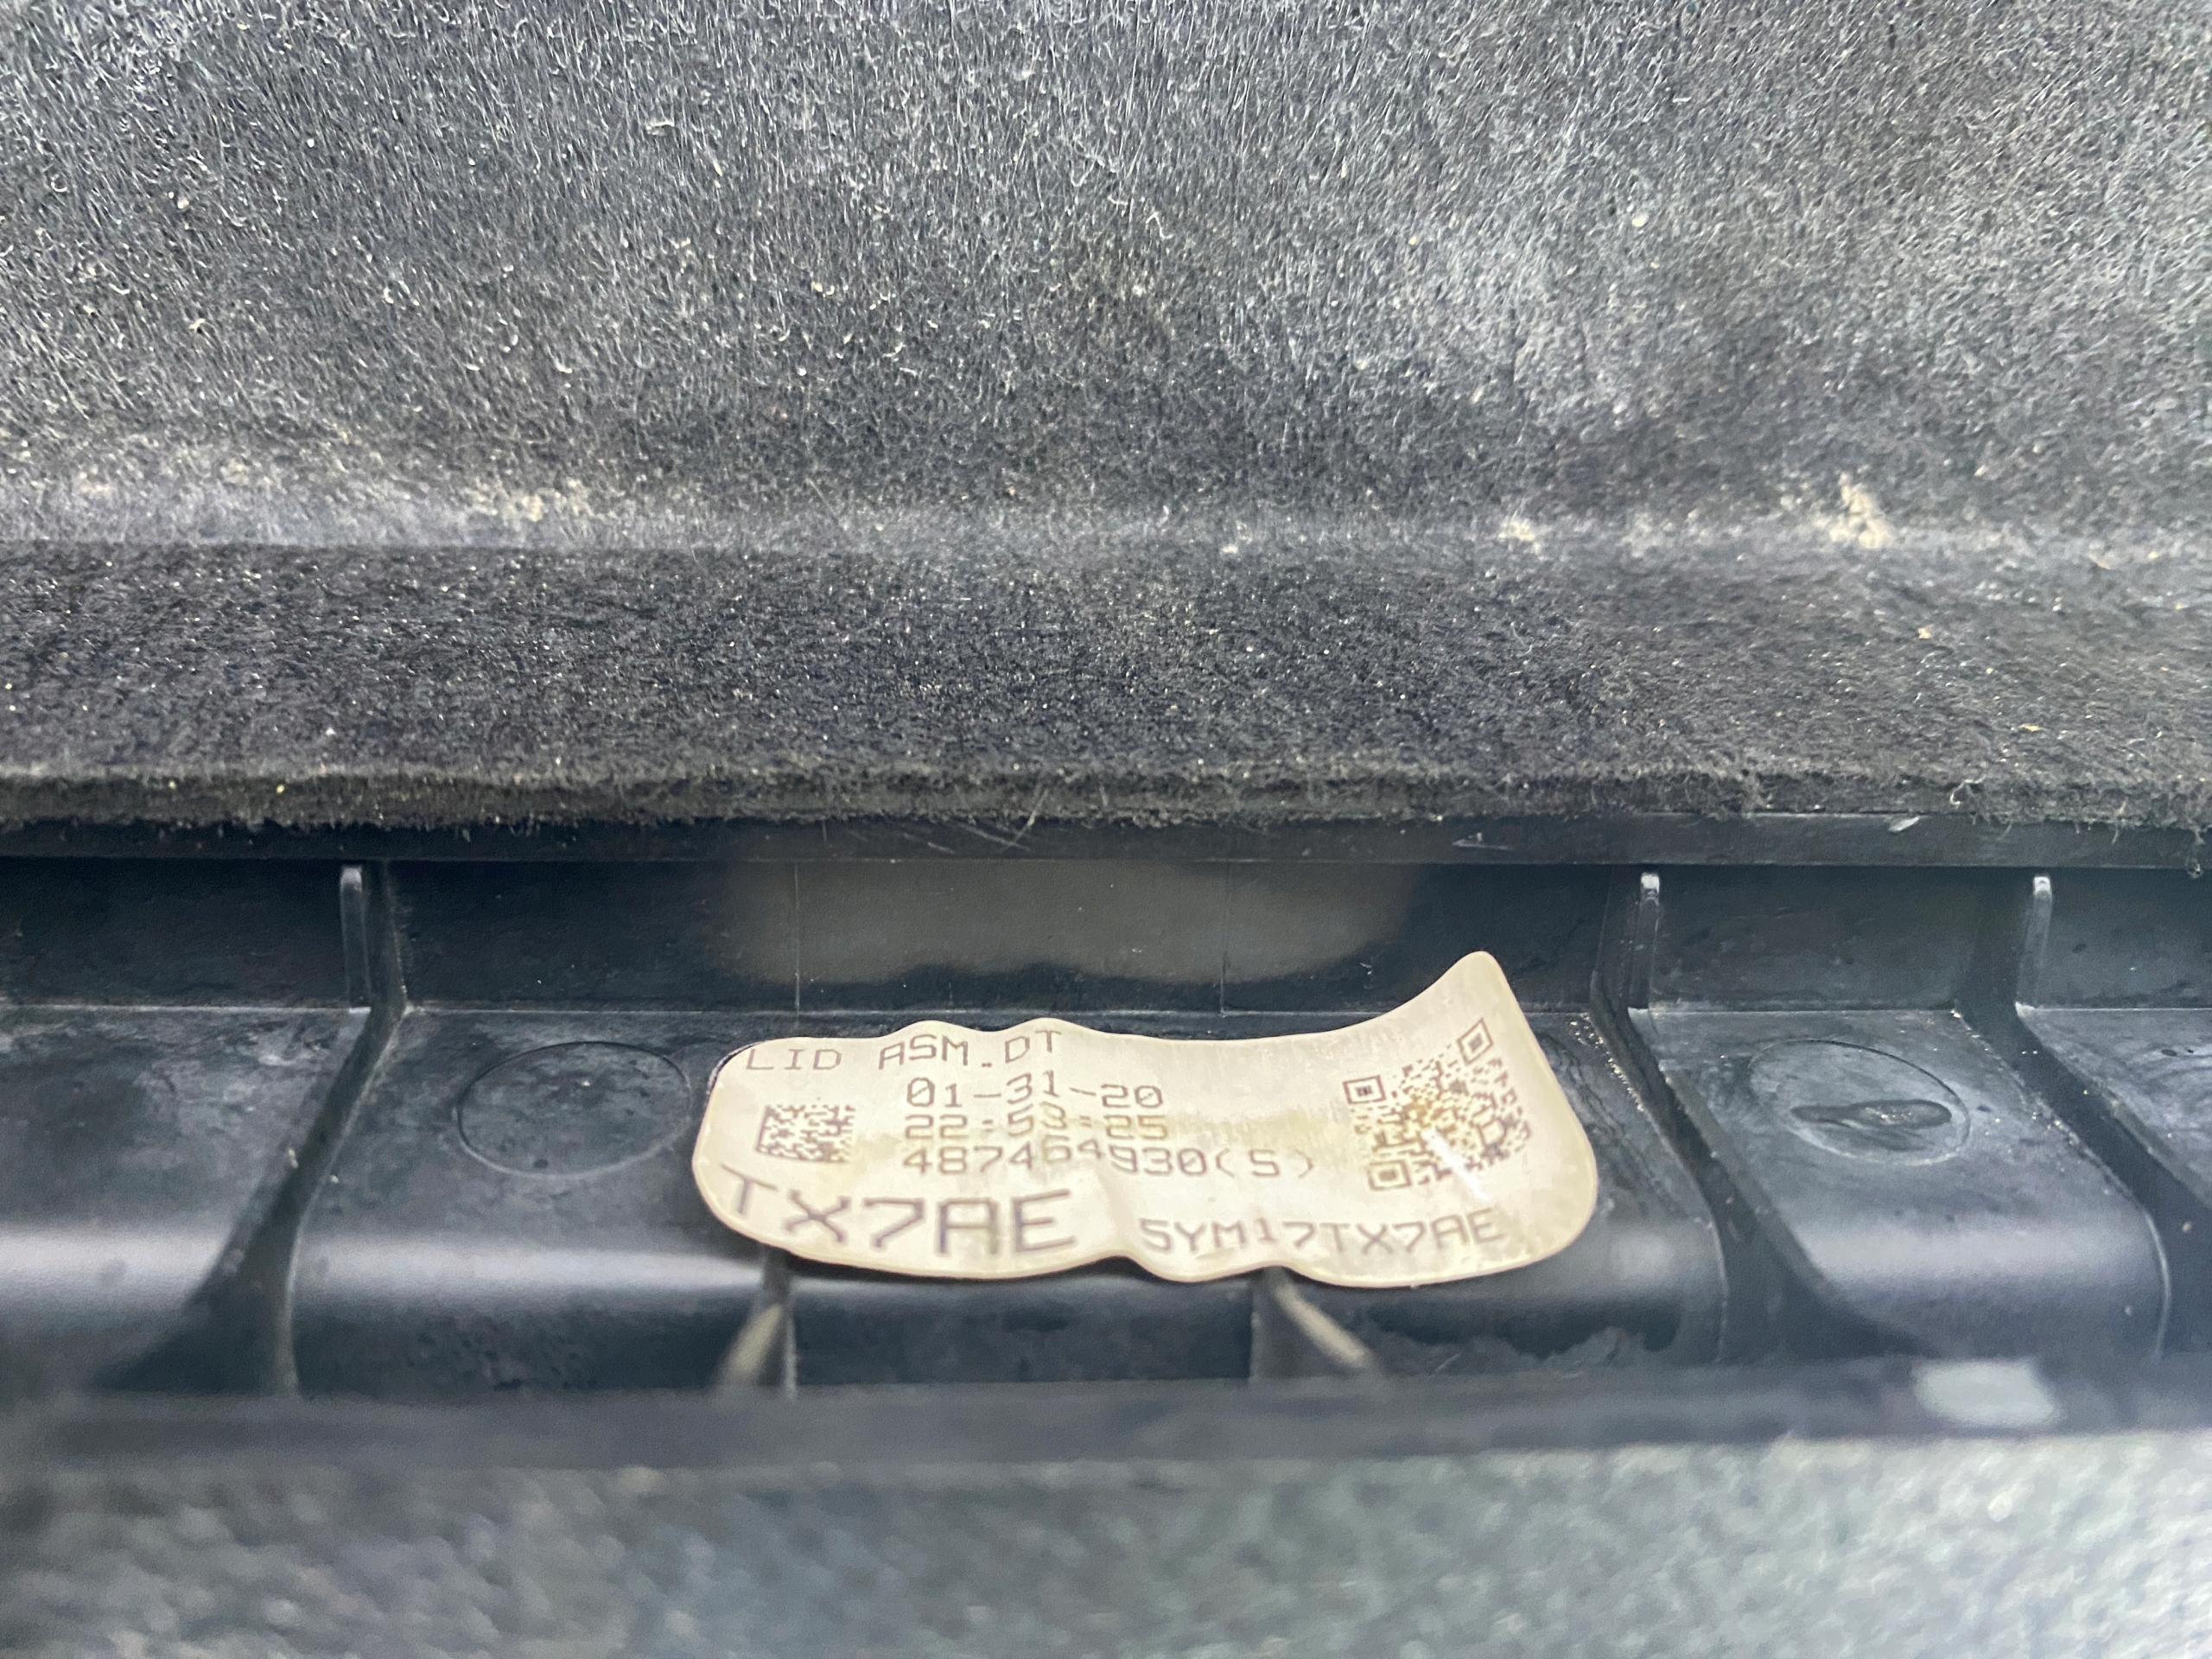 LID ASM.DT
01-31-20
22:53:25
487464930(S)
TX7AE
5YM17TX7AE